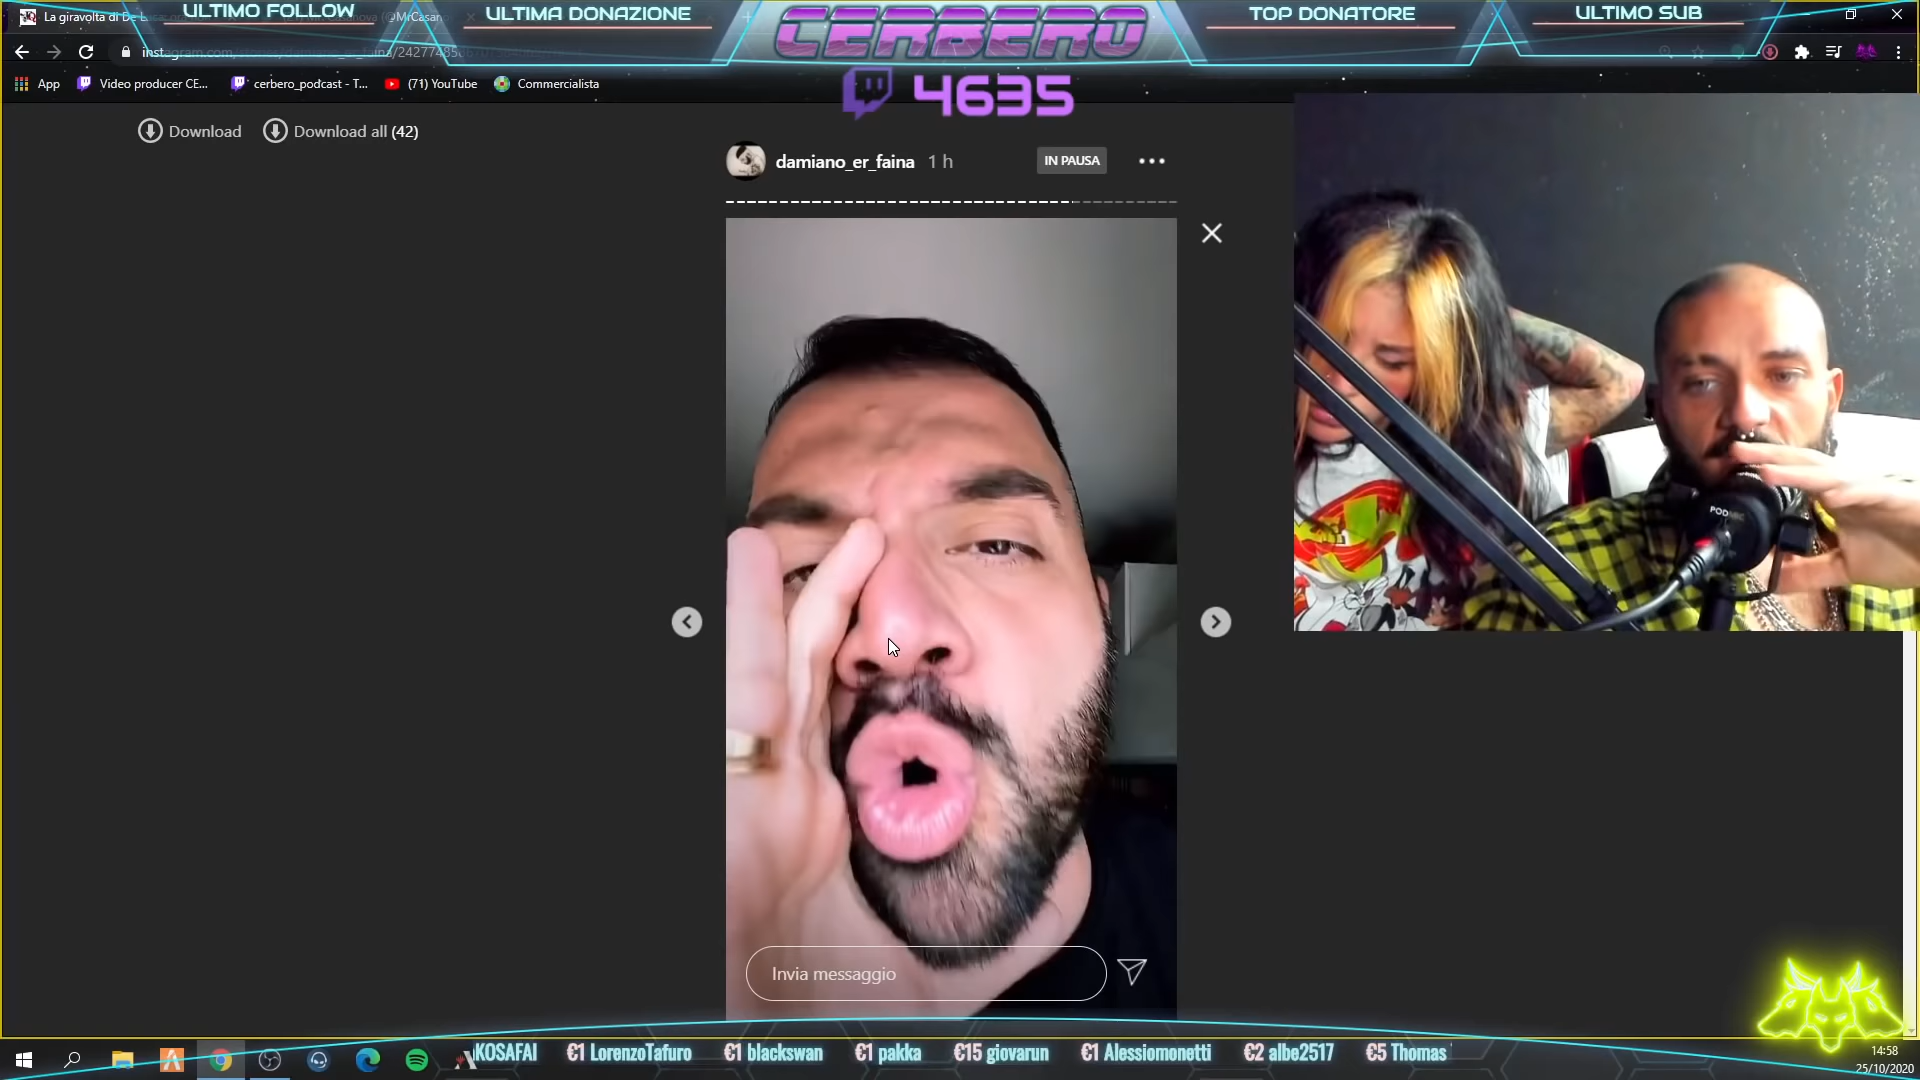 La giravolta di De
ULTIMO FOLLOW
ULTIMA DONAZIONE
CERBERO
TOP DONATORE
ULTIMO SUB
4635
App
Video producer CE...
cerbero_podcast - T...
(71) YouTube
Commercialista
Download
Download all (42)
damiano_er_faina 1 h
IN PAUSA
Invia messaggio
KOSAFAI €1 LorenzoTafuro €1 blackswan €1 pakka €15 giovarun €1 Alessiomonetti €2 albe2517 €5 Thomas
14:58
25/10/2020